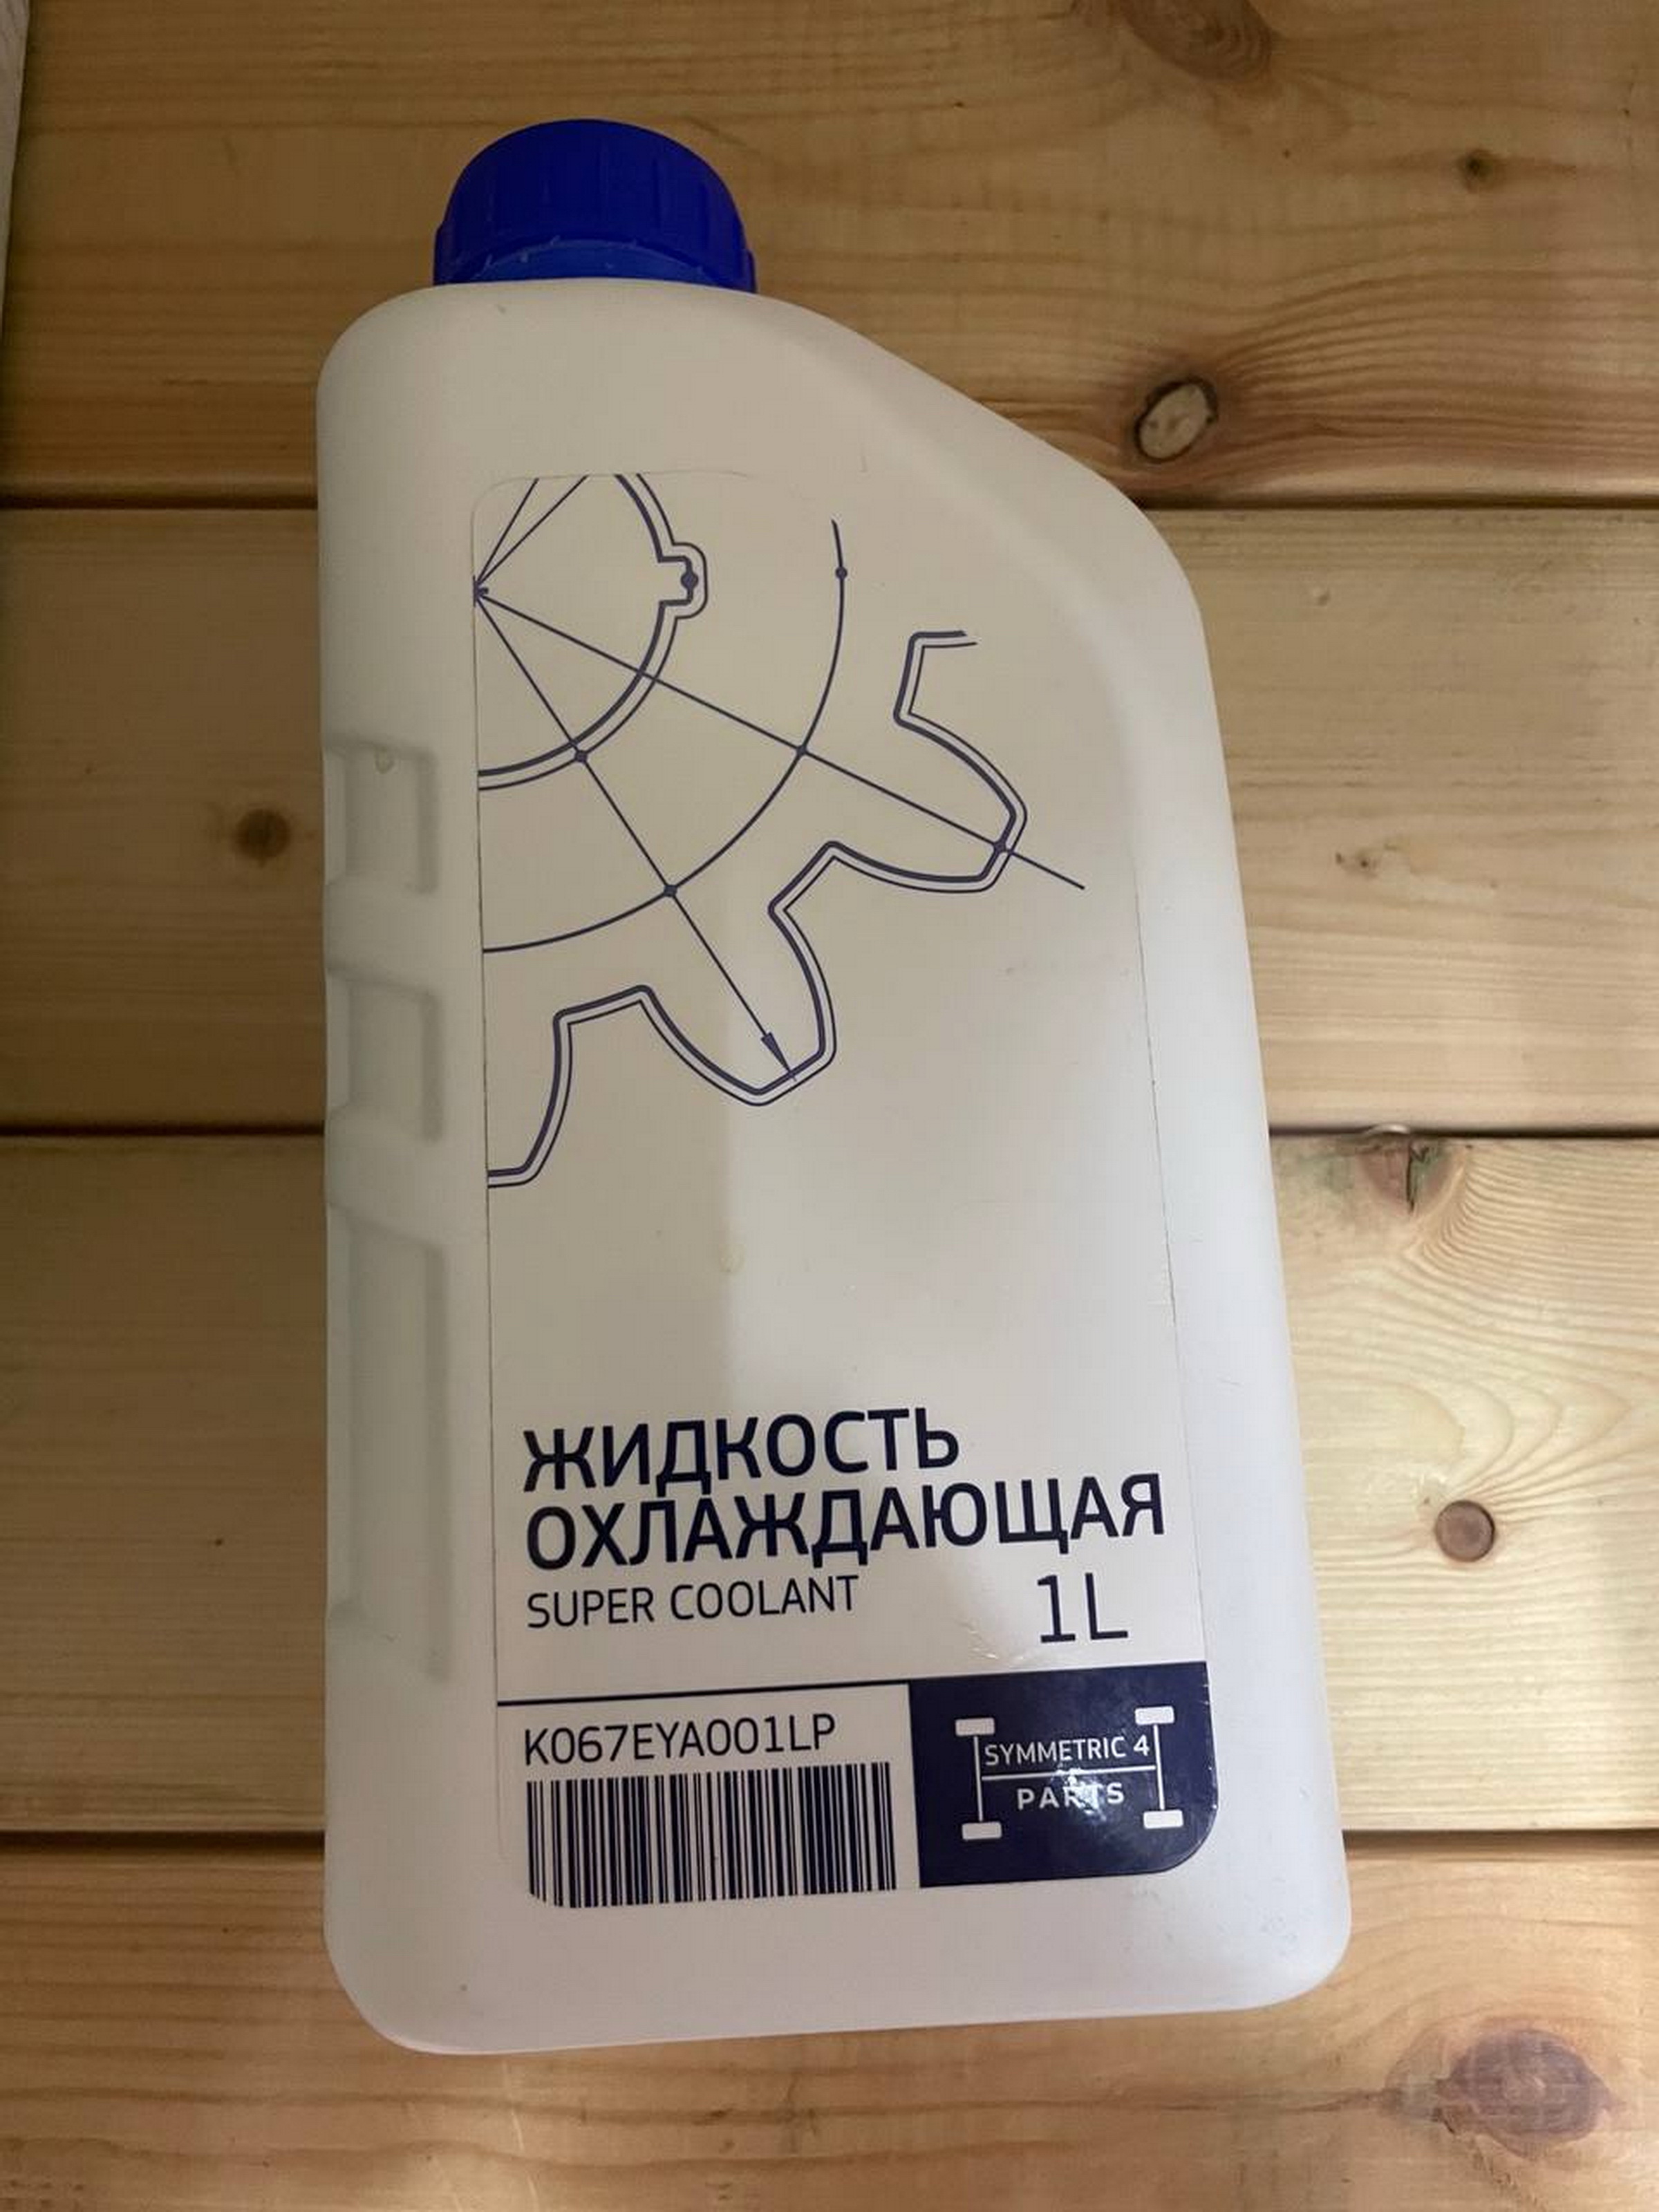 ЖИДКОСТЬ
ОХЛАЖДАЮЩАЯ
SUPER COOLANT
1L
K067EYA001LP
SYMMETRIC 4
PARTS